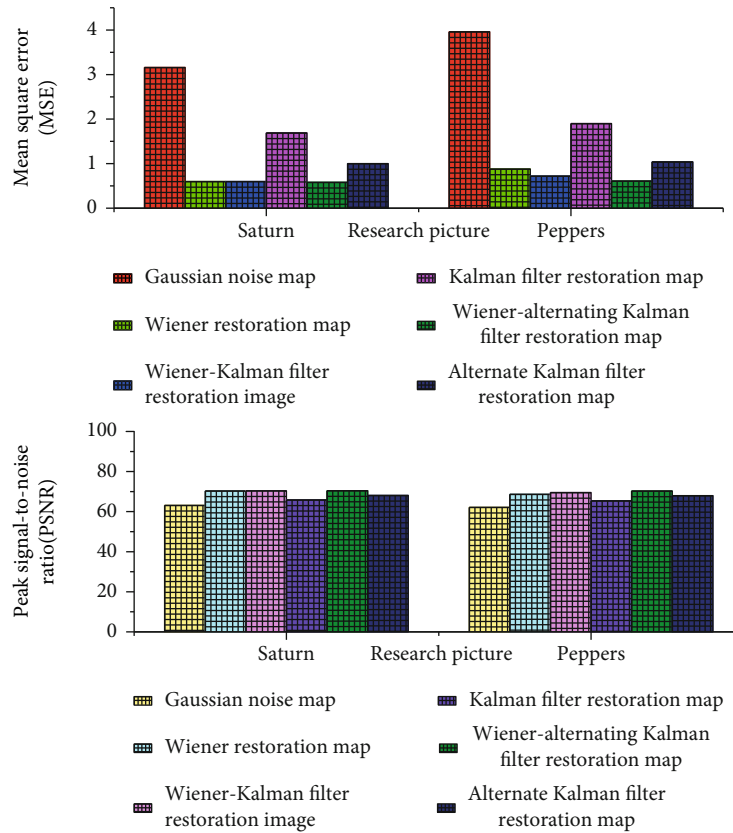 Mean square error
(MSE)
4
3
2
1
0
Saturn
Research picture
Peppers
Gaussian noise map
Wiener restoration map
Wiener-Kalman filter
restoration image
Kalman filter restoration map
Wiener-alternating Kalman
filter restoration map
Alternate Kalman filter
restoration map
Peak signal-to-noise
ratio(PSNR)
100
80
60
40
20
0
Saturn
Research picture
Peppers
Gaussian noise map
Wiener restoration map
Wiener-Kalman filter
restoration image
Kalman filter restoration map
Wiener-alternating Kalman
filter restoration map
Alternate Kalman filter
restoration map